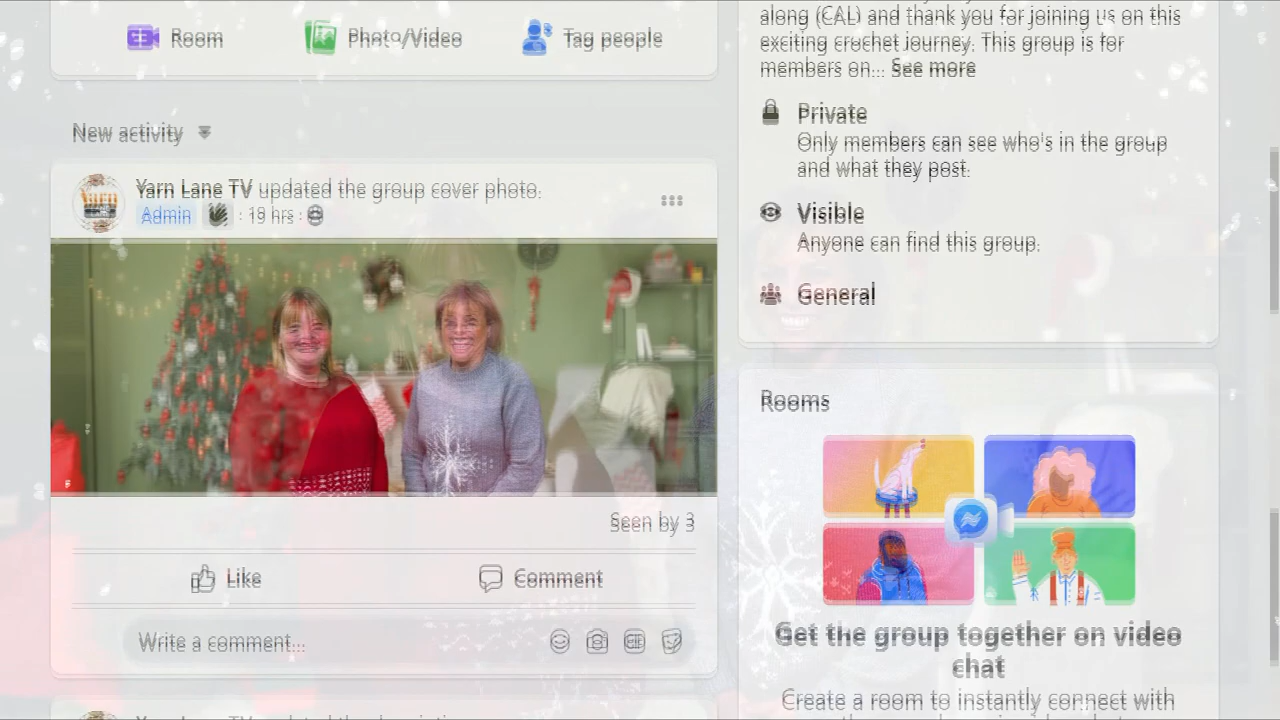 Room
Photo/Video
Tag people
New activity
Yarn Lane TV updated the group cover photo.
Admin
19 hrs
Seen by 3
Like
Comment
Write a comment...
GIF
along (CAL) and thank you for joining us on this
exciting crochet journey. This group is for
members on... See more
Private
Only members can see who's in the group
and what they post.
Visible
Anyone can find this group.
General
Rooms
Get the group together on video
chat
Create a room to instantly connect with